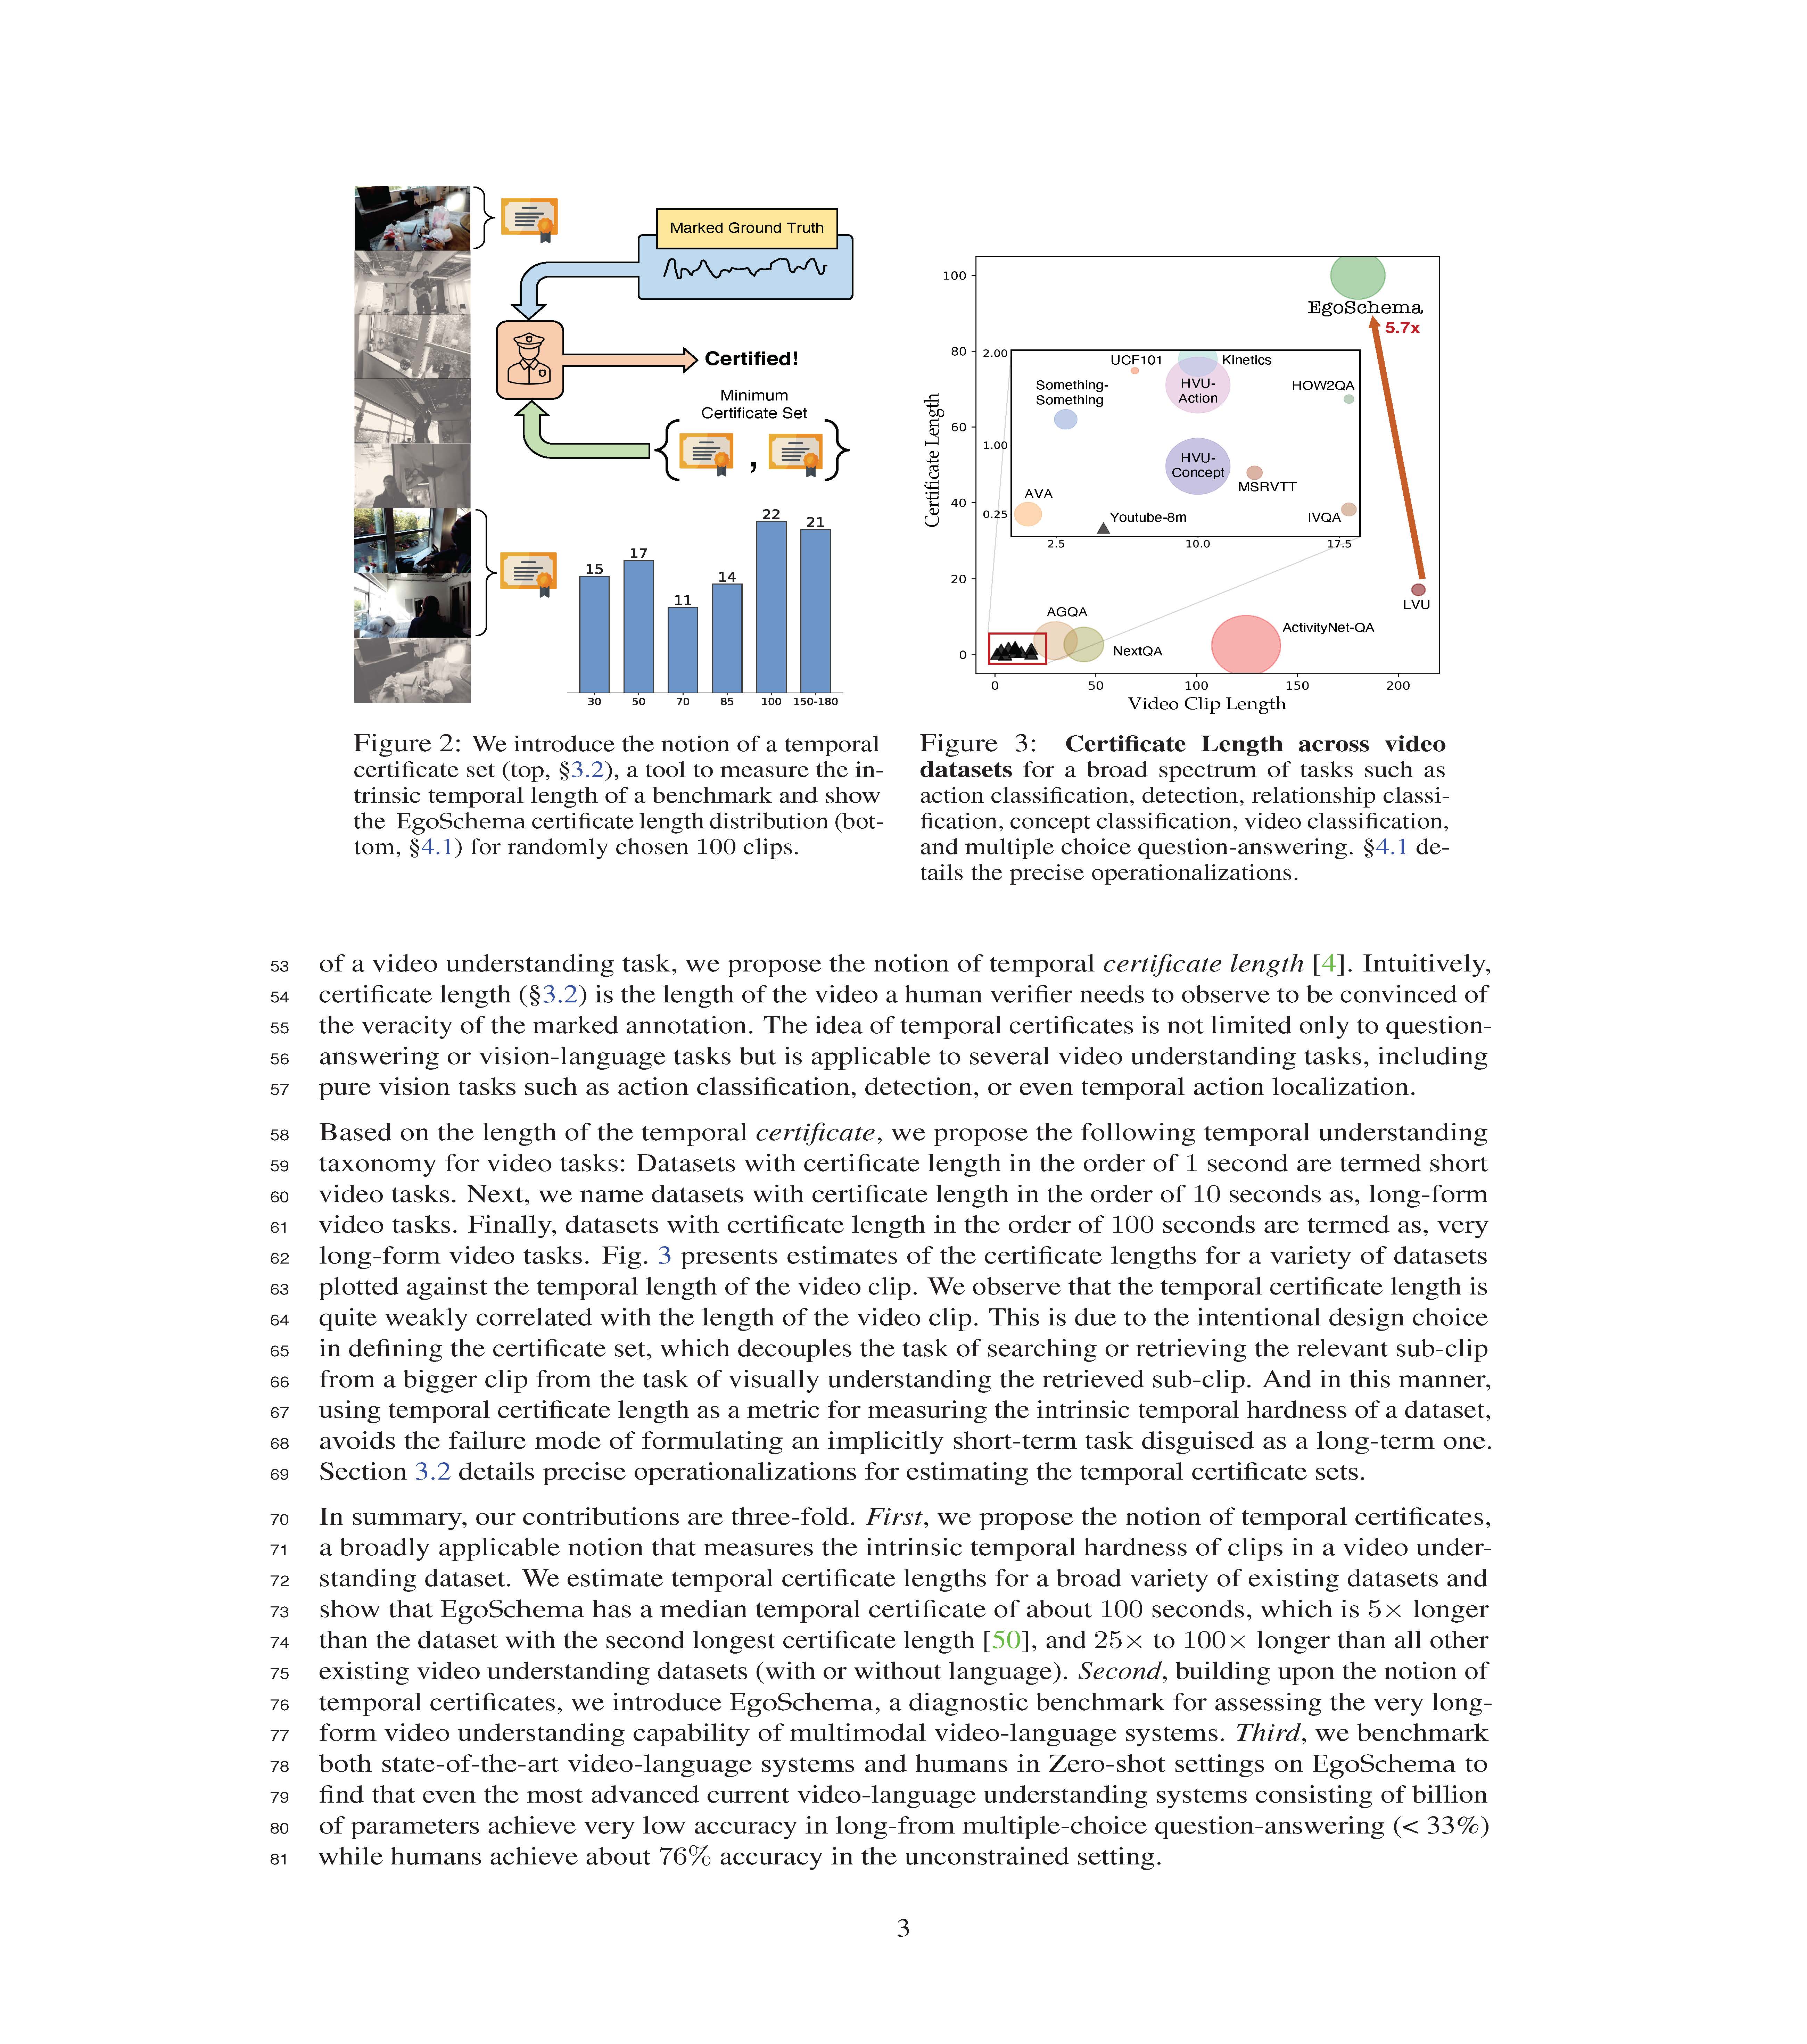 Marked Ground Truth
Certified!
Minimum
Certificate Set
{ , }
22
21
17
15
14
11
30 50 70 85 100 150-180
Figure 2: We introduce the notion of a temporal
certificate set (top, §3.2), a tool to measure the in-
trinsic temporal length of a benchmark and show
the EgoSchema certificate length distribution (bot-
tom, §4.1) for randomly chosen 100 clips.
Certificate Length
100
80
60
40
20
0
EgoSchema
5.7x
2.00
1.00
0.25
UCF101
Kinetics
Something-
Something
HVU-
Action
HOW2QA
HVU-
Concept
MSRVTT
AVA
Youtube-8m
IVQA
2.5 10.0 17.5
LVU
AGQA
ActivityNet-QA
NextQA
0 50 100 150 200
Video Clip Length
Figure 3: Certificate Length across video
datasets for a broad spectrum of tasks such as
action classification, detection, relationship classi-
fication, concept classification, video classification,
and multiple choice question-answering. §4.1 de-
tails the precise operationalizations.
53 of a video understanding task, we propose the notion of temporal certificate length [4]. Intuitively,
54 certificate length (§3.2) is the length of the video a human verifier needs to observe to be convinced of
55 the veracity of the marked annotation. The idea of temporal certificates is not limited only to question-
56 answering or vision-language tasks but is applicable to several video understanding tasks, including
57 pure vision tasks such as action classification, detection, or even temporal action localization.
58 Based on the length of the temporal certificate, we propose the following temporal understanding
59 taxonomy for video tasks: Datasets with certificate length in the order of 1 second are termed short
60 video tasks. Next, we name datasets with certificate length in the order of 10 seconds as, long-form
61 video tasks. Finally, datasets with certificate length in the order of 100 seconds are termed as, very
62 long-form video tasks. Fig. 3 presents estimates of the certificate lengths for a variety of datasets
63 plotted against the temporal length of the video clip. We observe that the temporal certificate length is
64 quite weakly correlated with the length of the video clip. This is due to the intentional design choice
65 in defining the certificate set, which decouples the task of searching or retrieving the relevant sub-clip
66 from a bigger clip from the task of visually understanding the retrieved sub-clip. And in this manner,
67 using temporal certificate length as a metric for measuring the intrinsic temporal hardness of a dataset,
68 avoids the failure mode of formulating an implicitly short-term task disguised as a long-term one.
69 Section 3.2 details precise operationalizations for estimating the temporal certificate sets.
70 In summary, our contributions are three-fold. First, we propose the notion of temporal certificates,
71 a broadly applicable notion that measures the intrinsic temporal hardness of clips in a video under-
72 standing dataset. We estimate temporal certificate lengths for a broad variety of existing datasets and
73 show that EgoSchema has a median temporal certificate of about 100 seconds, which is 5× longer
74 than the dataset with the second longest certificate length [50], and 25× to 100× longer than all other
75 existing video understanding datasets (with or without language). Second, building upon the notion of
76 temporal certificates, we introduce EgoSchema, a diagnostic benchmark for assessing the very long-
77 form video understanding capability of multimodal video-language systems. Third, we benchmark
78 both state-of-the-art video-language systems and humans in Zero-shot settings on EgoSchema to
79 find that even the most advanced current video-language understanding systems consisting of billion
80 of parameters achieve very low accuracy in long-from multiple-choice question-answering (< 33%)
81 while humans achieve about 76% accuracy in the unconstrained setting.
3